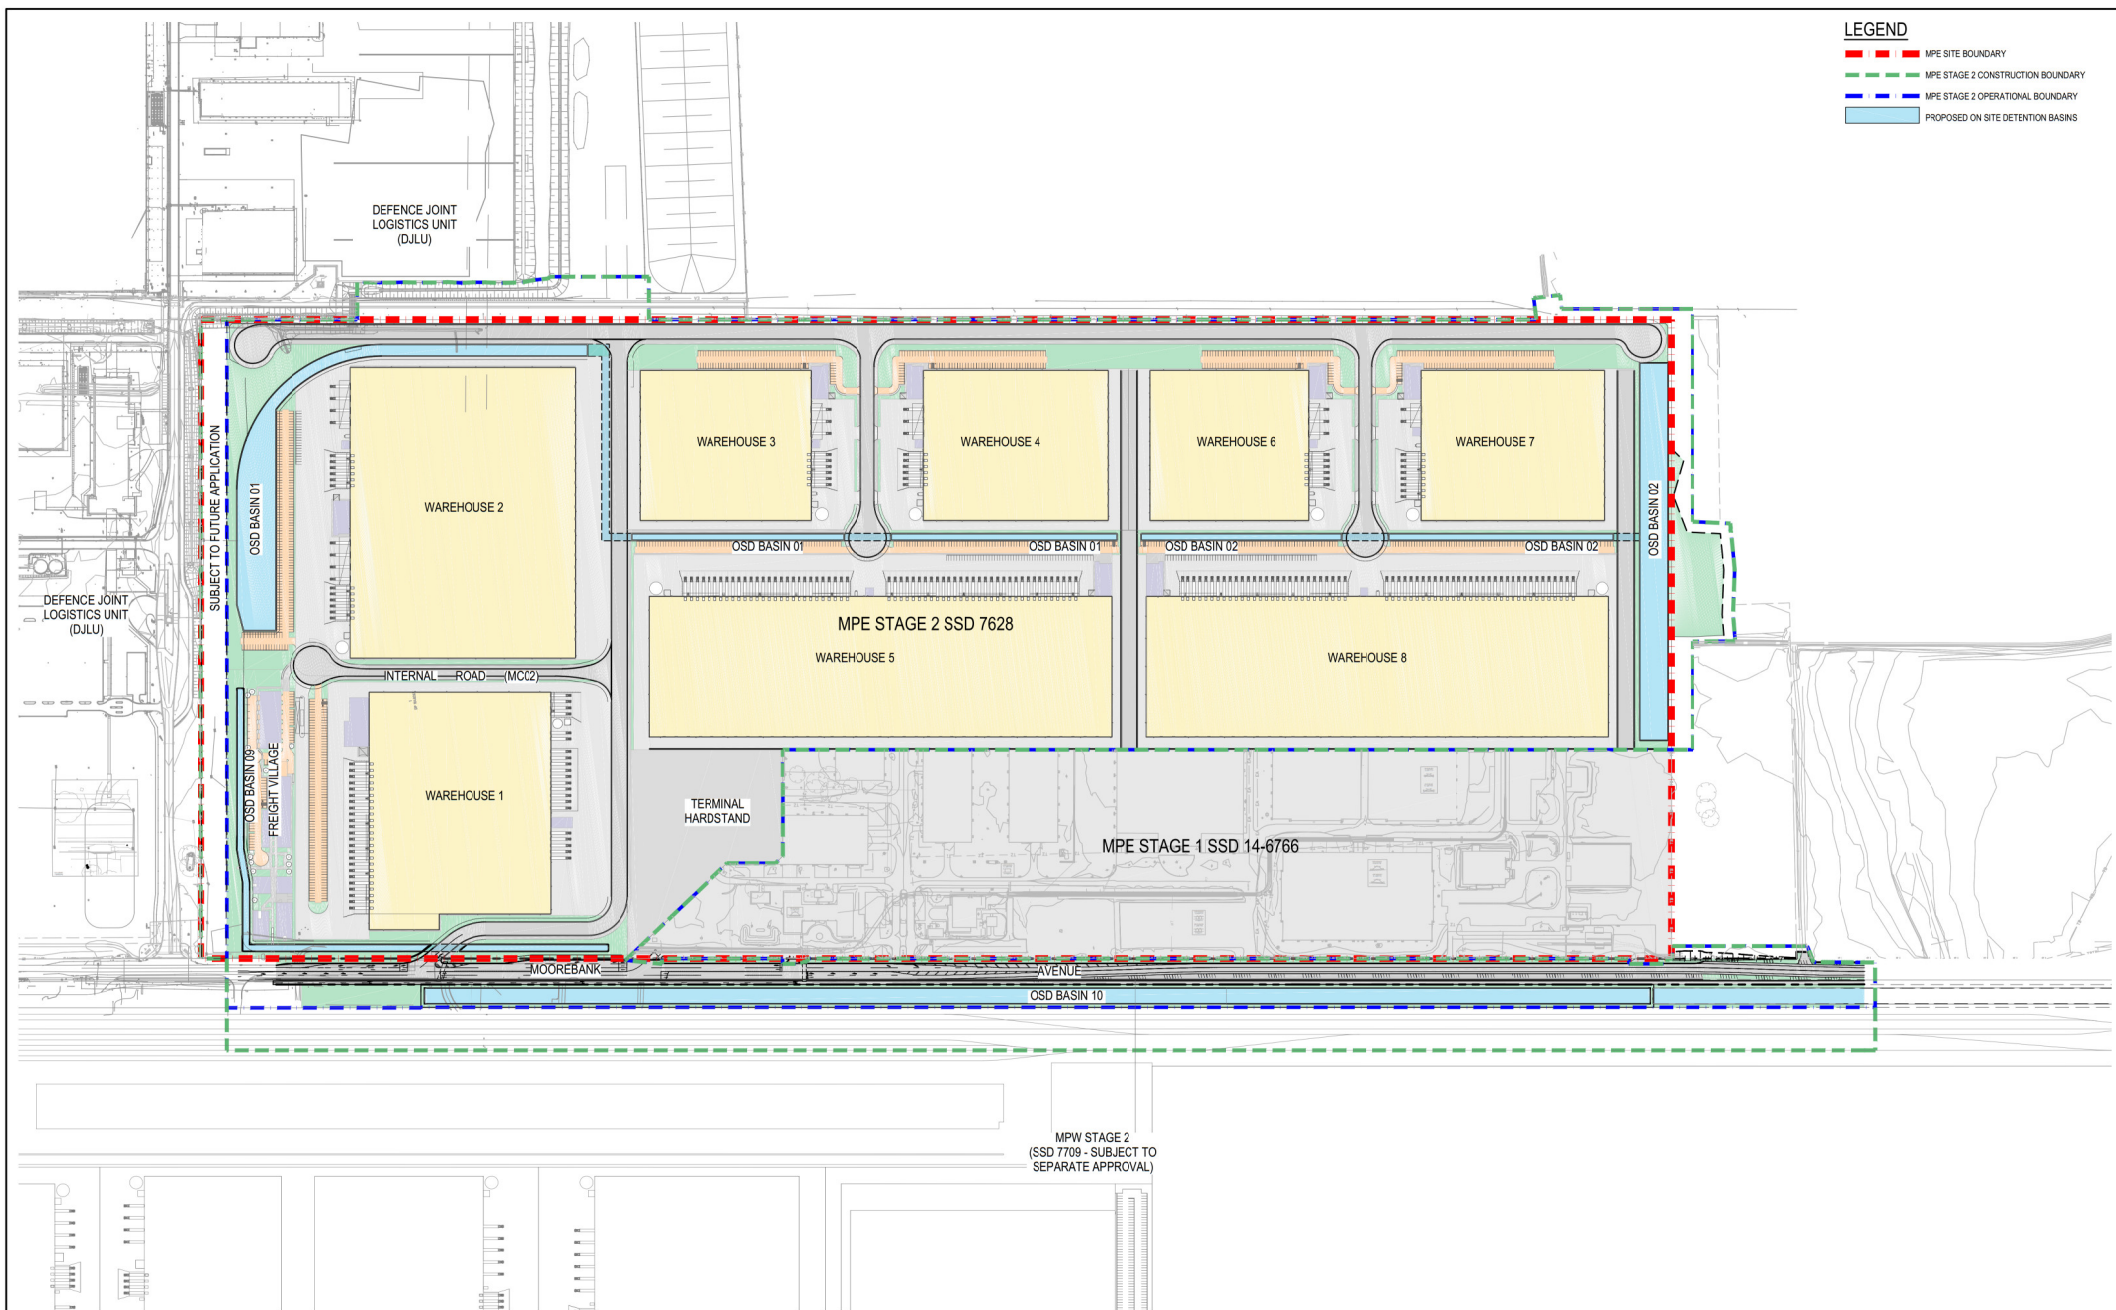 LEGEND
MPE SITE BOUNDARY
MPE STAGE 2 CONSTRUCTION BOUNDARY
MPE STAGE 2 OPERATIONAL BOUNDARY
PROPOSED ON SITE DETENTION BASINS
DEFENCE JOINT
LOGISTICS UNIT
(DJLU)
SUBJECT TO FUTURE APPLICATION
OSD BASIN 01
WAREHOUSE 2
WAREHOUSE 3
WAREHOUSE 4
WAREHOUSE 6
WAREHOUSE 7
OSD BASIN 02
OSD BASIN 01
OSD BASIN 01
OSD BASIN 02
OSD BASIN 02
DEFENCE JOINT
LOGISTICS UNIT
(DJLU)
MPE STAGE 2 SSD 7628
WAREHOUSE 5
WAREHOUSE 8
INTERNAL ROAD (MC02)
OSD BASIN 09
FREIGHT VILLAGE
WAREHOUSE 1
TERMINAL
HARDSTAND
MPE STAGE 1 SSD 14-6766
MOOREBANK AVENUE
OSD BASIN 10
MPW STAGE 2
(SSD 7709 - SUBJECT TO
SEPARATE APPROVAL)